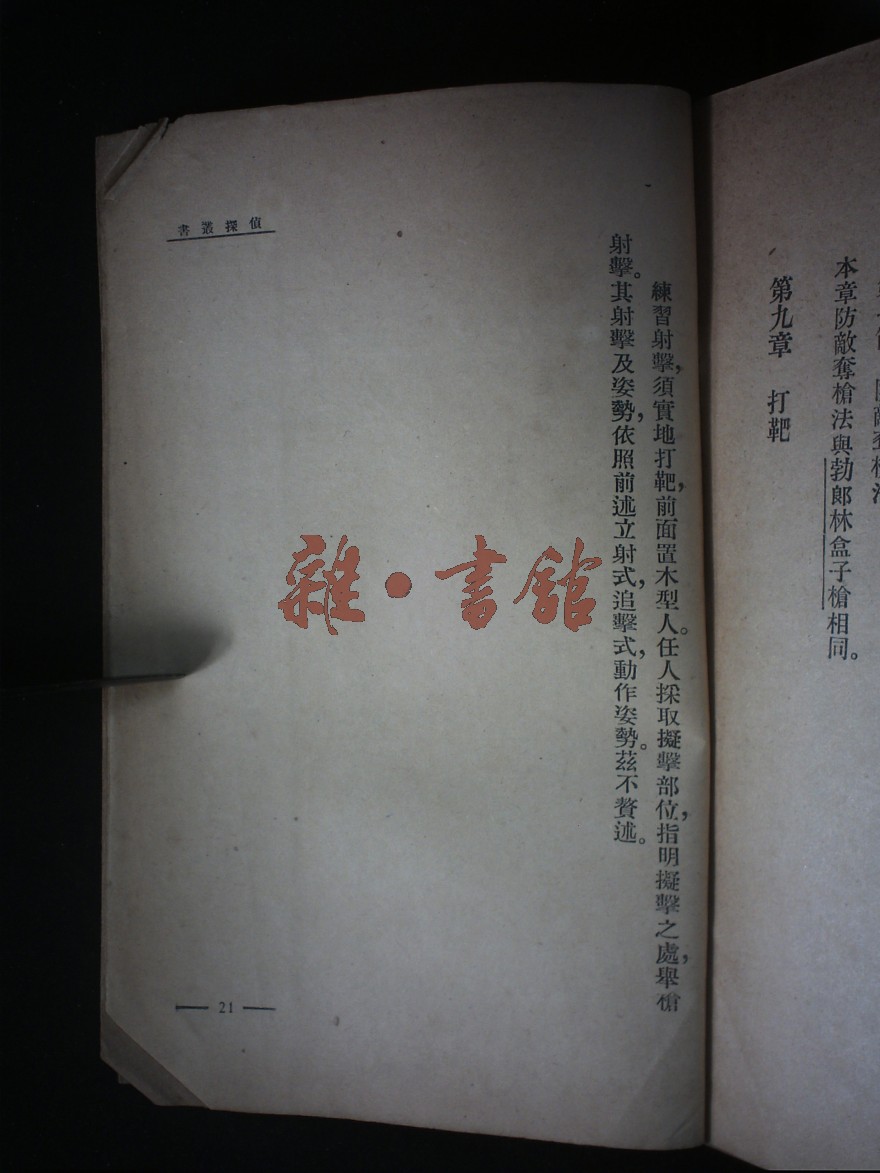 本章防敵奪槍法與勃郎林盒子槍相同。
第九章　打靶
練習射擊，須實地打靶，前面置木型人。任人採取擬擊部位，指明擬擊之處，舉槍
射擊。其射擊及姿勢，依照前述立射式，追擊式，動作姿勢。茲不贅述。
書叢探偵
21
雜·書館